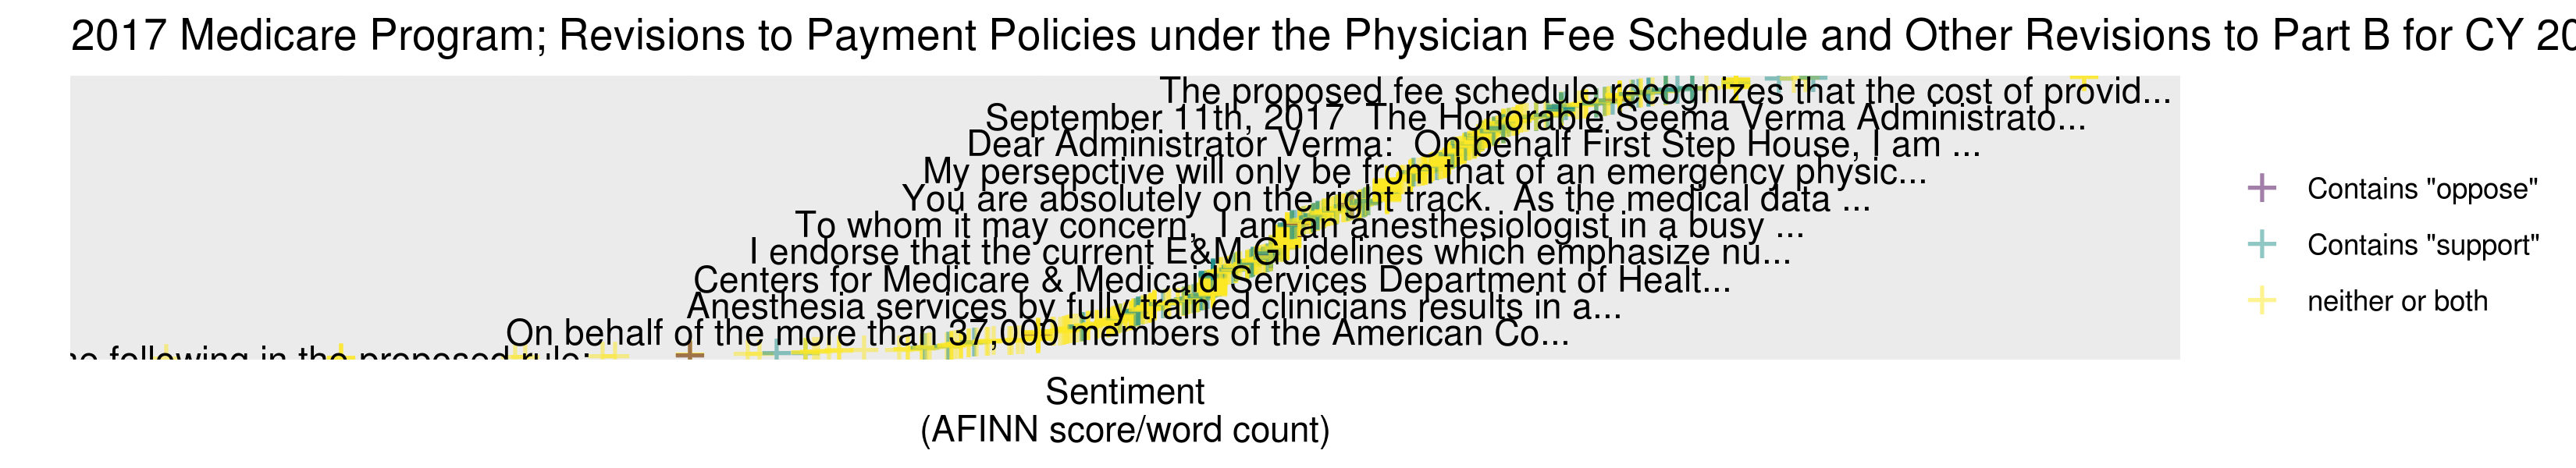 2017 Medicare Program; Revisions to Payment Policies under the Physician Fee Schedule and Other Revisions to Part B for CY
The proposed fee schedule recognizes that the cost of provid...
September 11th, 2017  The Honorable Seema Verma Administrato...
Dear Administrator Verma:  On behalf First Step House, I am ...
My persepctive will only be from that of an emergency physic...
You are absolutely on the right track.  As the medical data ...
To whom it may concern,  I am an anesthesiologist in a busy ...
I endorse that the current E&M Guidelines which emphasize nu...
Centers for Medicare & Medicaid Services Department of Healt...
Anesthesia services by fully trained clinicians results in a...
On behalf of the more than 37,000 members of the American Co...
following in the proposed rule:
Contains "oppose"
Contains "support"
neither or both
Sentiment
(AFINN score/word count)